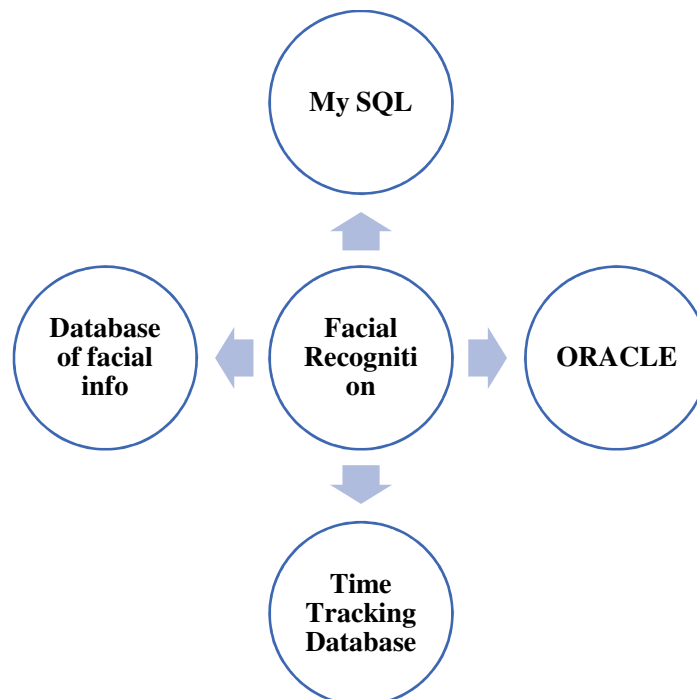 My SQL
Database
of facial
info
Facial
Recogniti
on
ORACLE
Time
Tracking
Database